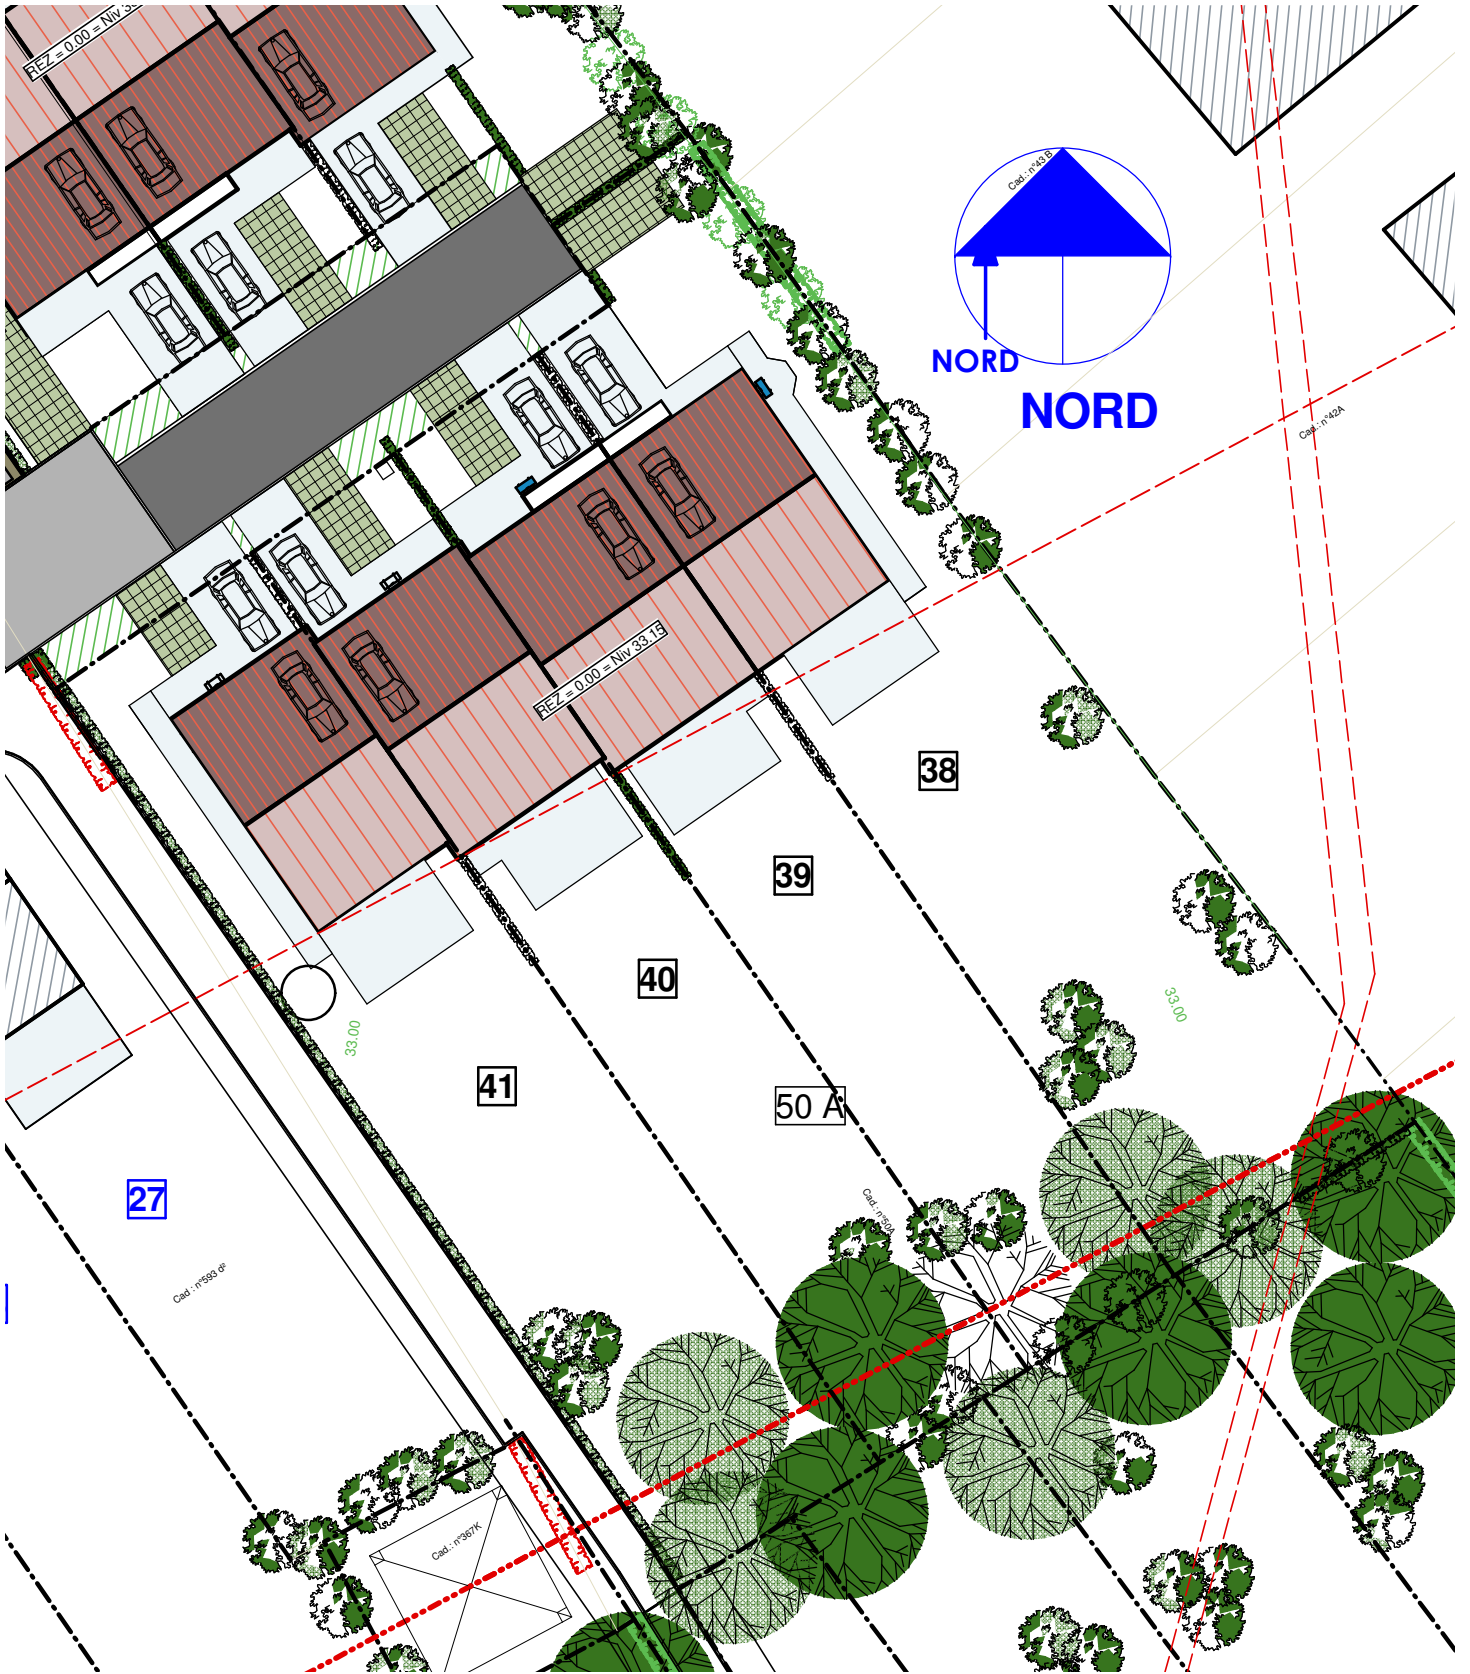 REZ = 0.00 = Niv 33
Cad.: n°43 B
NORD
NORD
Cad.: n°42A
REZ = 0.00 = Niv 33.15
38
39
40
33.00
33.00
41
50 A
27
Cad.: n°50A
Cad.: n°593 d²
Cad.: n°367K